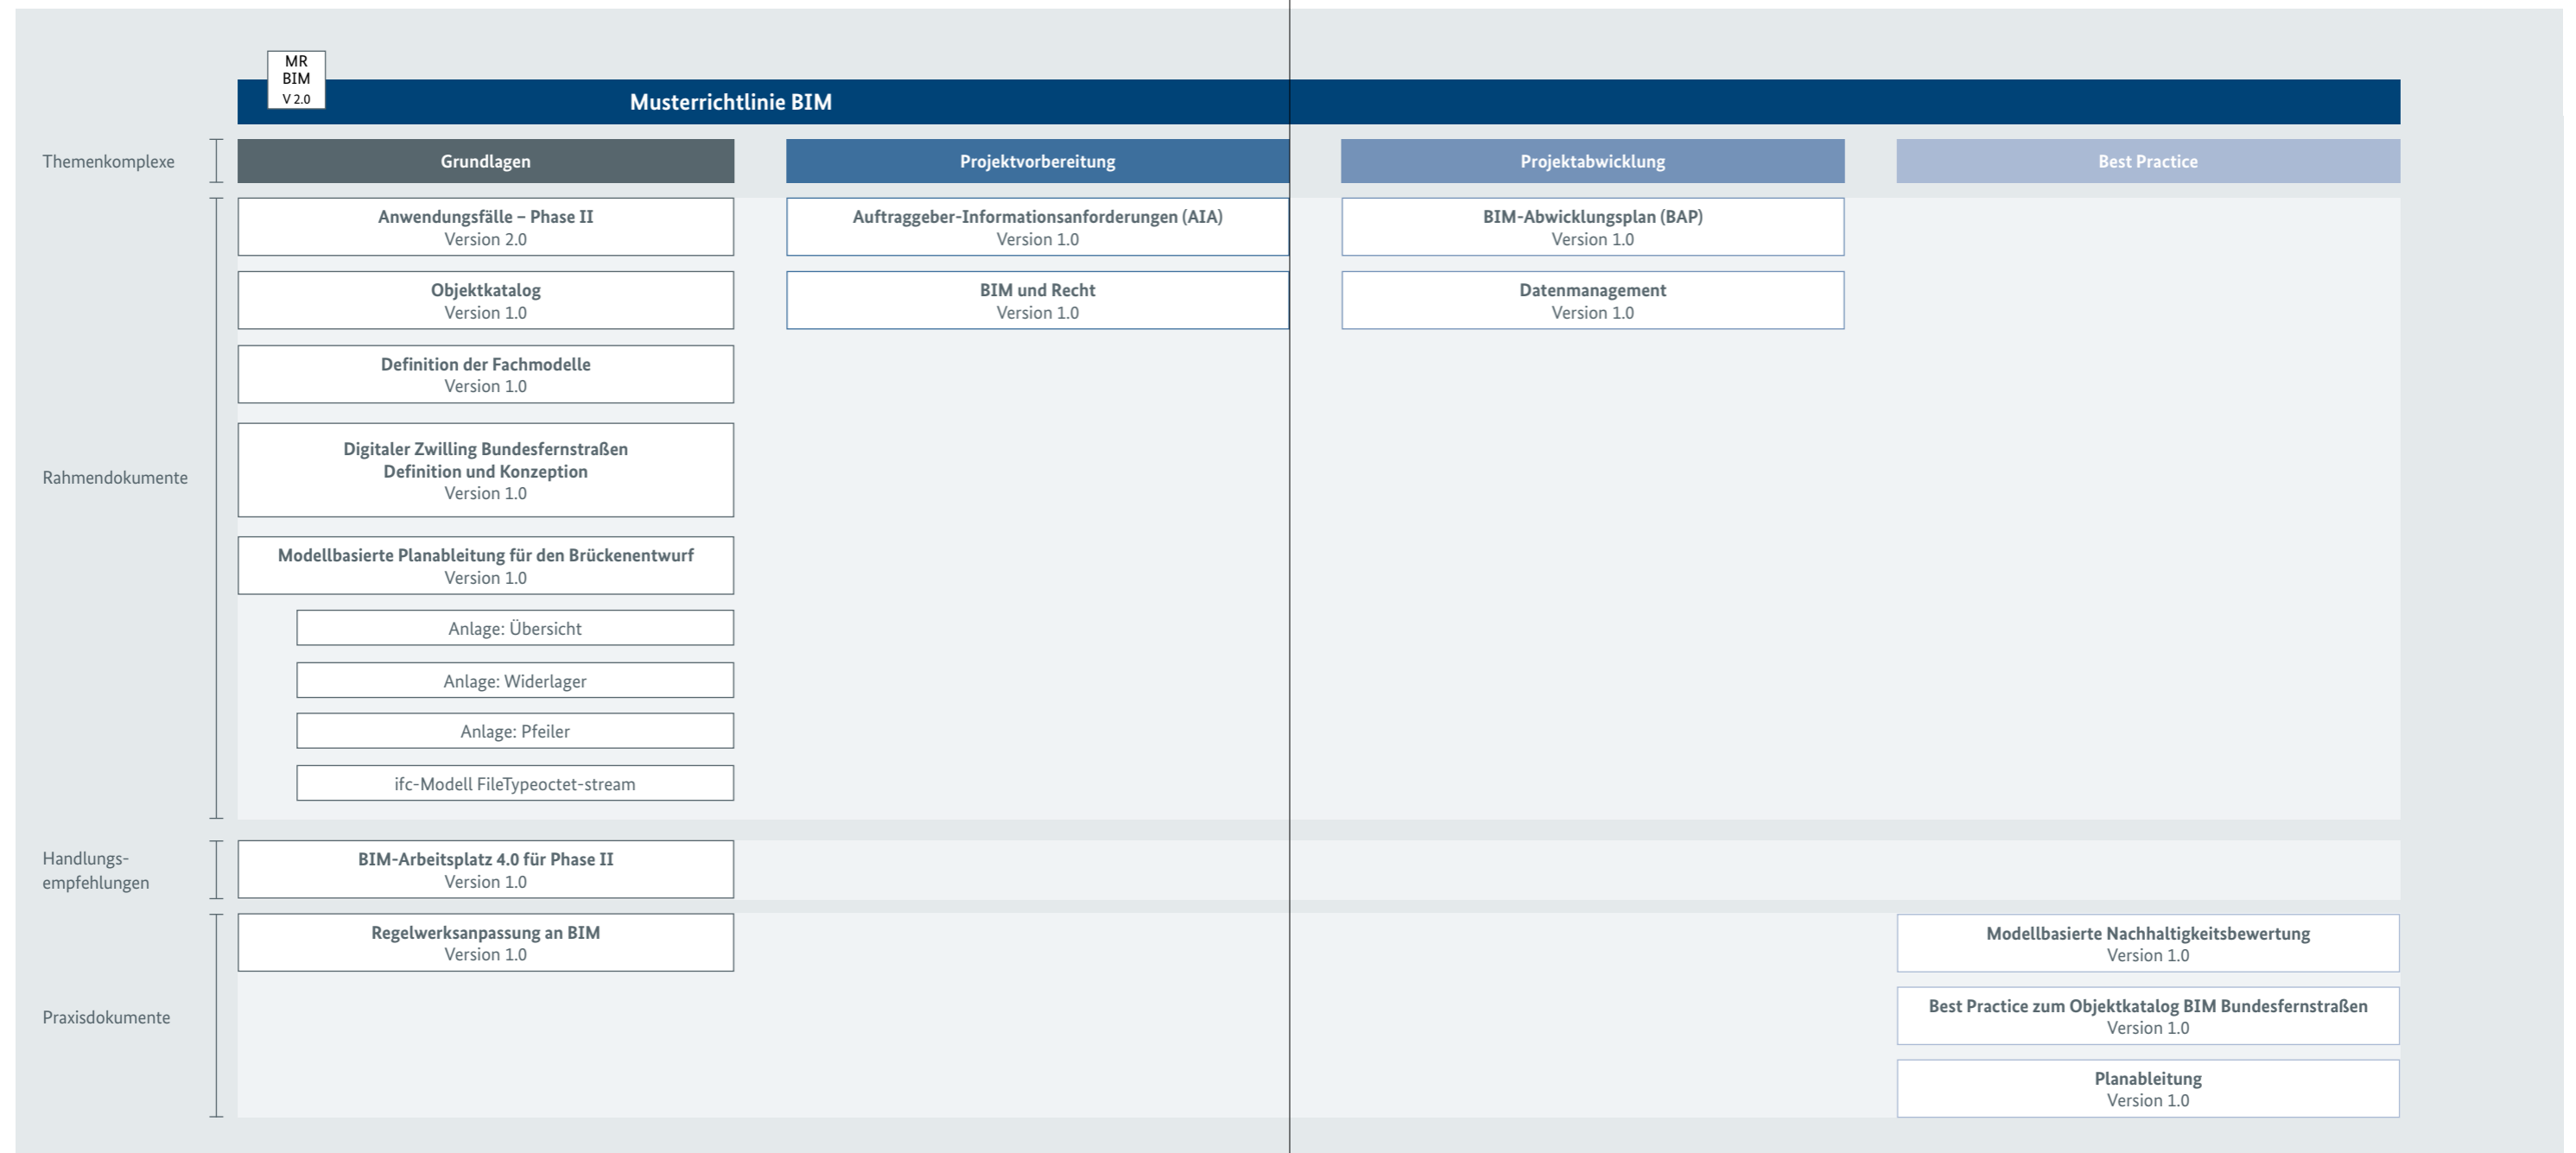 MR
BIM
V 2.0
Musterrichtlinie BIM
Themenkomplexe
Grundlagen
Projektvorbereitung
Projektabwicklung
Best Practice
Rahmendokumente
Anwendungsfälle – Phase II
Version 2.0
Objektkatalog
Version 1.0
Definition der Fachmodelle
Version 1.0
Digitaler Zwilling Bundesfernstraßen
Definition und Konzeption
Version 1.0
Modellbasierte Planableitung für den Brückenentwurf
Version 1.0
Anlage: Übersicht
Anlage: Widerlager
Anlage: Pfeiler
ifc-Modell FileTypeoctet-stream
Auftraggeber-Informationsanforderungen (AIA)
Version 1.0
BIM und Recht
Version 1.0
BIM-Abwicklungsplan (BAP)
Version 1.0
Datenmanagement
Version 1.0
Handlungs-
empfehlungen
BIM-Arbeitsplatz 4.0 für Phase II
Version 1.0
Praxisdokumente
Regelwerksanpassung an BIM
Version 1.0
Modellbasierte Nachhaltigkeitsbewertung
Version 1.0
Best Practice zum Objektkatalog BIM Bundesfernstraßen
Version 1.0
Planableitung
Version 1.0